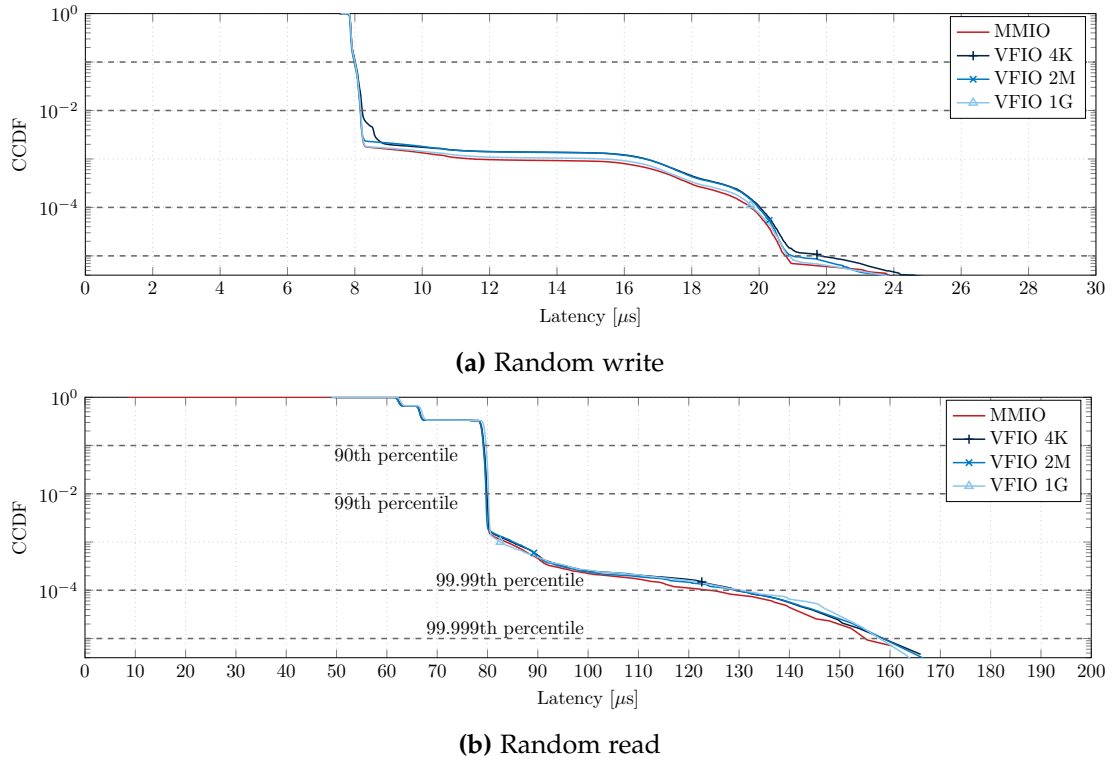 10⁰
10⁻²
10⁻⁴
CCDF
MMIO
VFIO 4K
VFIO 2M
VFIO 1G
0 2 4 6 8 10 12 14 16 18 20 22 24 26 28 30
Latency [μs]
(a) Random write
10⁰
10⁻²
10⁻⁴
CCDF
MMIO
VFIO 4K
VFIO 2M
VFIO 1G
90th percentile
99th percentile
99.99th percentile
99.999th percentile
0 10 20 30 40 50 60 70 80 90 100 110 120 130 140 150 160 170 180 190 200
Latency [μs]
(b) Random read